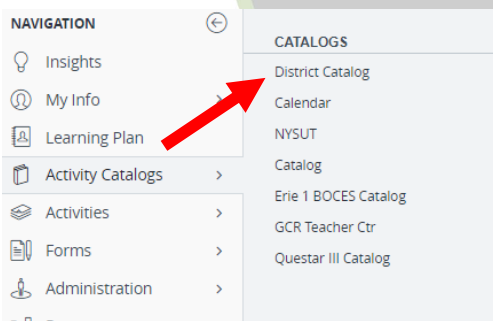 NAVIGATION
Insights
My Info
Learning Plan
Activity Catalogs
Activities
Forms
Administration
CATALOGS
District Catalog
Calendar
NYSUT
Catalog
Erie 1 BOCES Catalog
GCR Teacher Ctr
Questar III Catalog